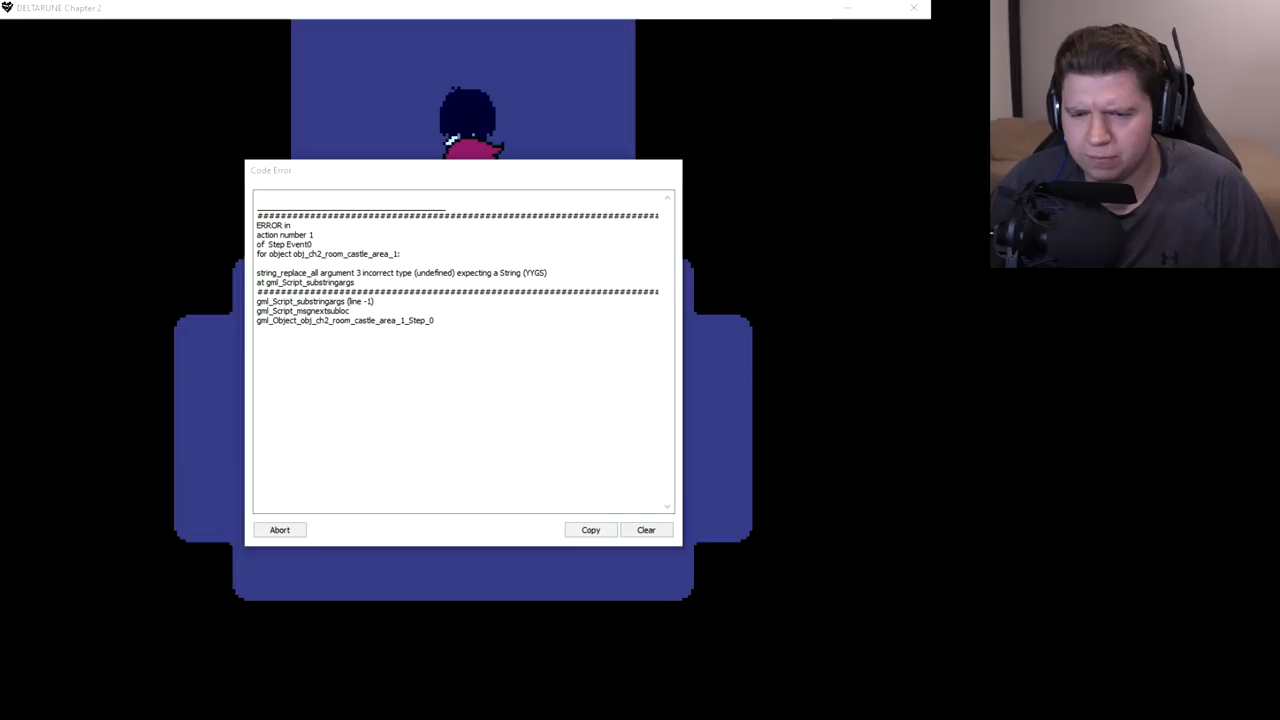 DELTARUNE Chapter 2
Code Error
___________________________________________
############################################################################################
ERROR in
action number 1
of  Step Event0
for object obj_ch2_room_castle_area_1:
string_replace_all argument 3 incorrect type (undefined) expecting a String (YYGS)
at gml_Script_substringargs
############################################################################################
gml_Script_substringargs (line -1)
gml_Script_msgnextsubloc
gml_Object_obj_ch2_room_castle_area_1_Step_0
Abort
Copy
Clear